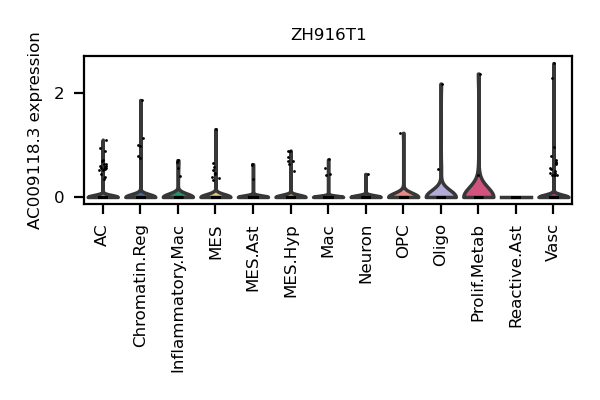 ZH916T1
AC009118.3 expression
2
0
AC
Chromatin.Reg
Inflammatory.Mac
MES
MES.Ast
MES.Hyp
Mac
Neuron
OPC
Oligo
Prolif.Metab
Reactive.Ast
Vasc